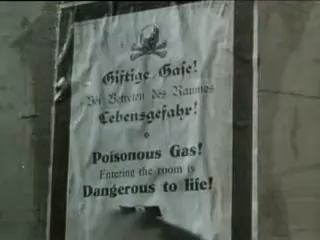 Giftige Gase!
Bei Betreten des Raumes
Lebensgefahr!
Poisonous Gas!
Entering the room is
Dangerous to life!